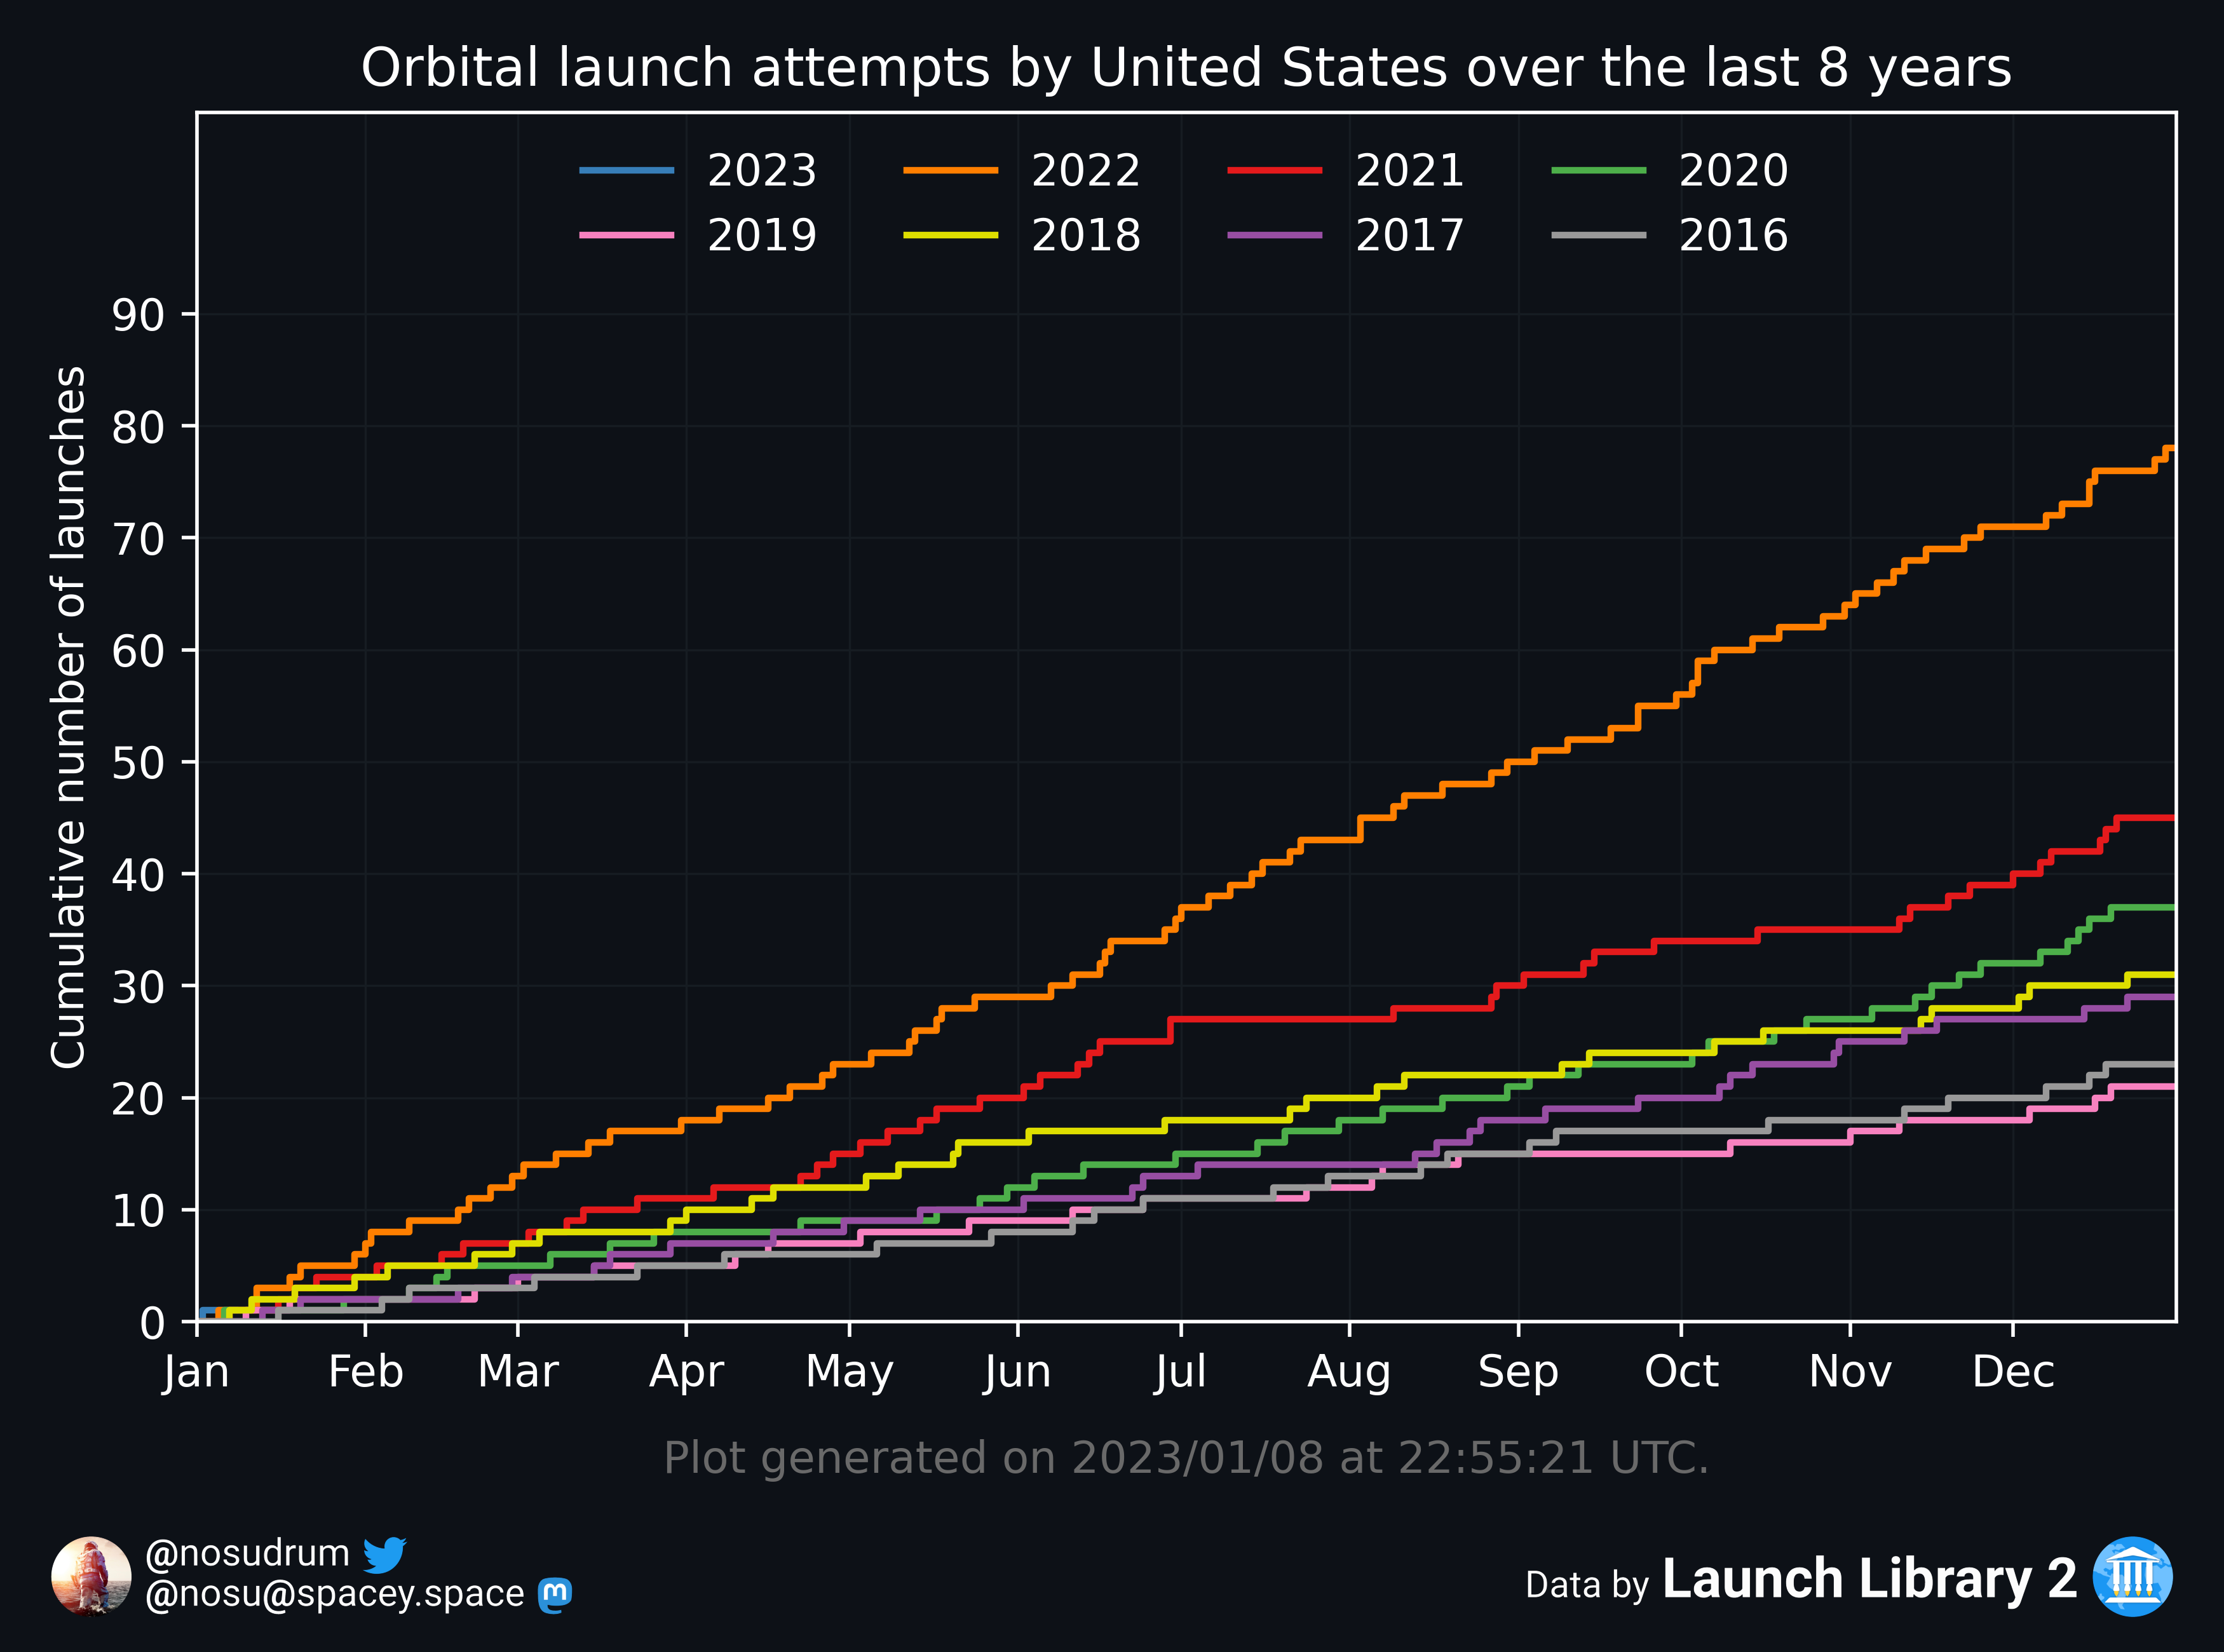 Orbital launch attempts by United States over the last 8 years
2023 2022 2021 2020
2019 2018 2017 2016
Cumulative number of launches
90
80
70
60
50
40
30
20
10
0
Jan Feb Mar Apr May Jun Jul Aug Sep Oct Nov Dec
Plot generated on 2023/01/08 at 22:55:21 UTC.
@nosudrum
@nosu@spacey.space
Data by Launch Library 2